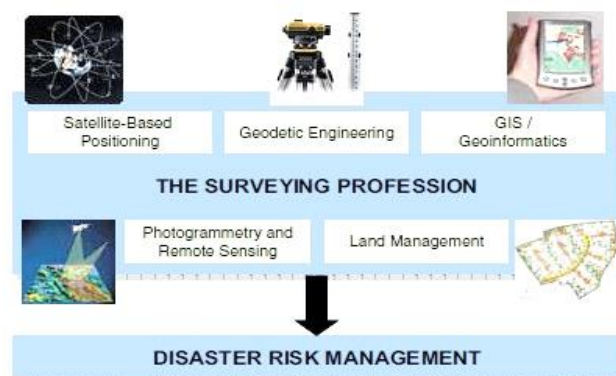 Satellite-Based
Positioning
Geodetic Engineering
GIS /
Geoinformatics
THE SURVEYING PROFESSION
Photogrammetry and
Remote Sensing
Land Management
DISASTER RISK MANAGEMENT